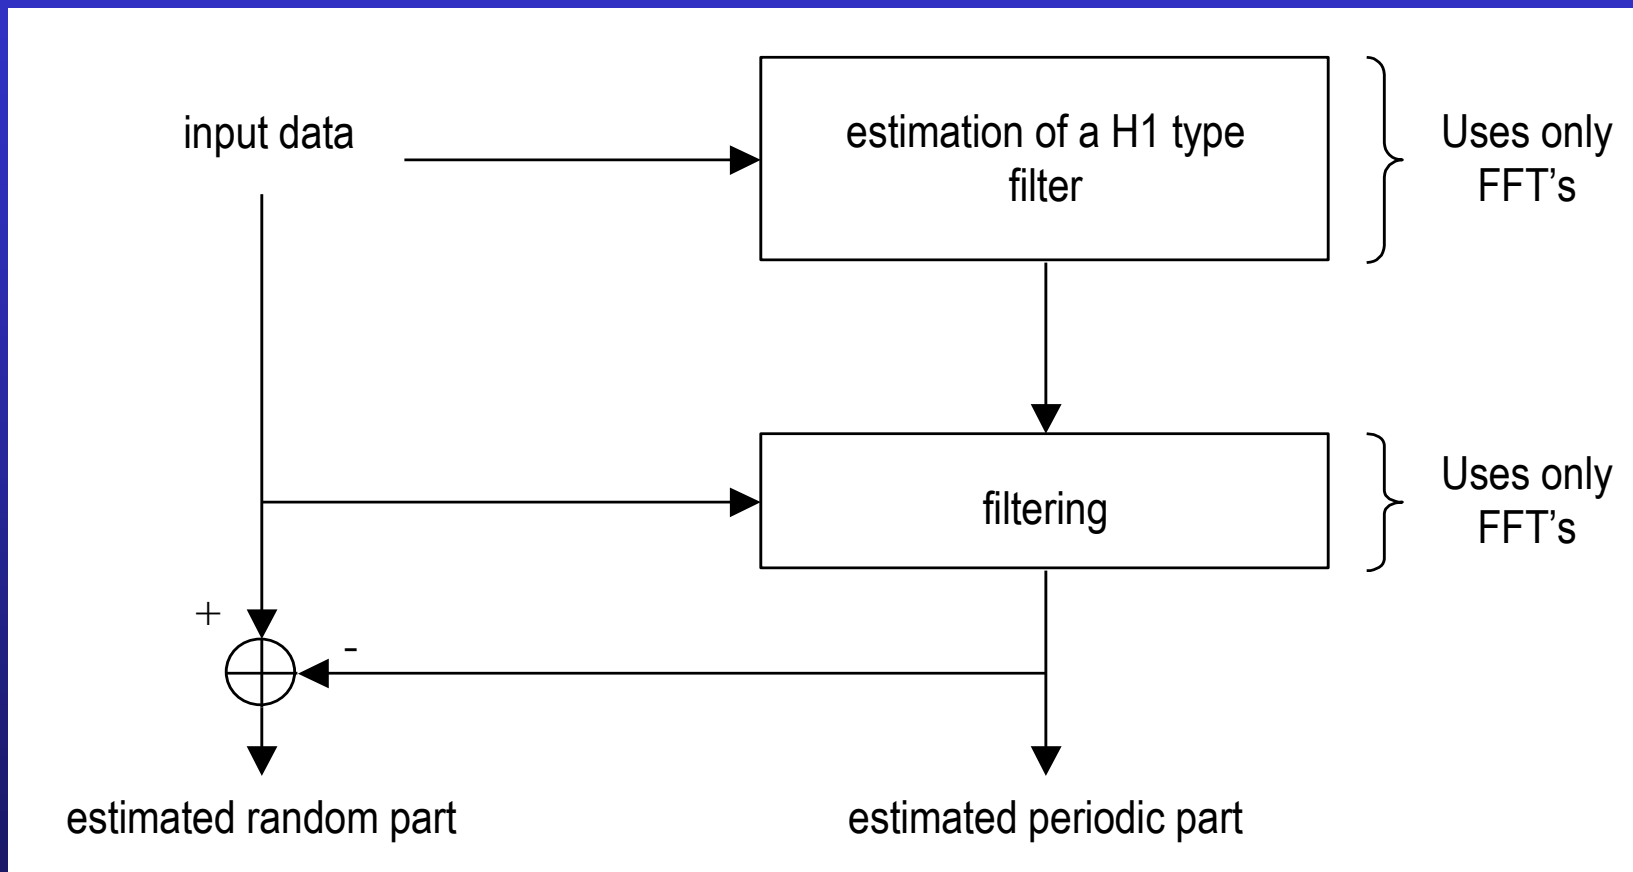 input data
estimation of a H1 type
filter
Uses only
FFT's
filtering
Uses only
FFT's
+
-
estimated random part
estimated periodic part